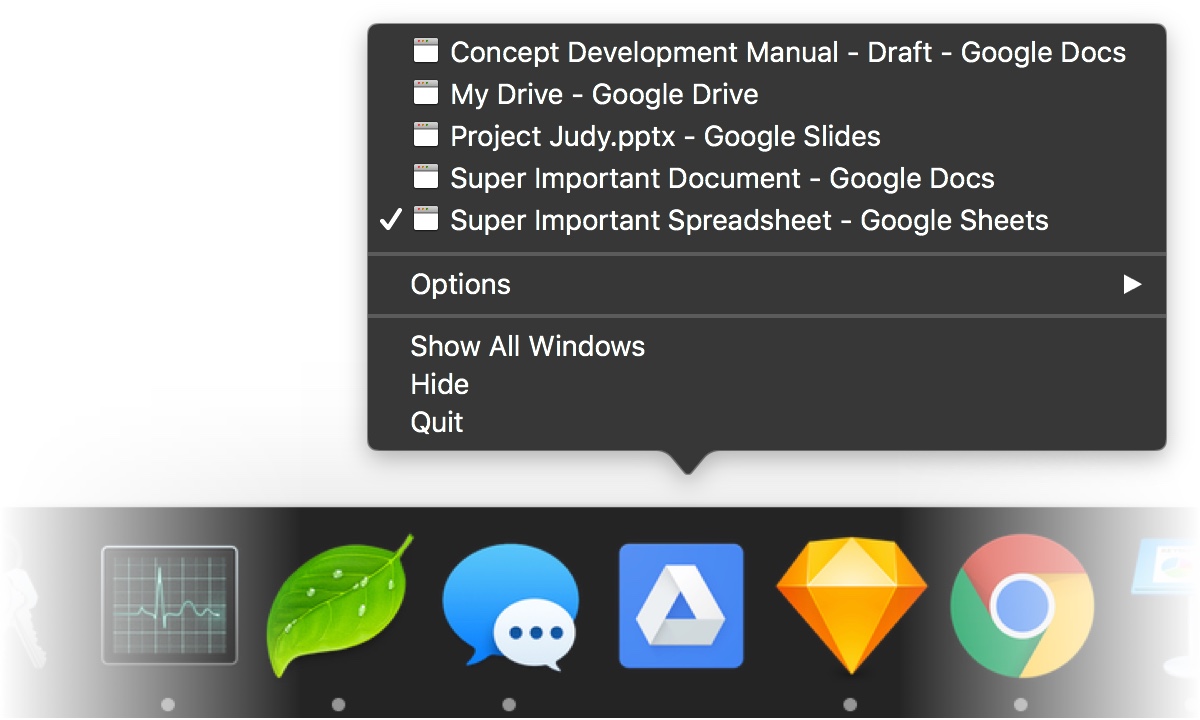 Concept Development Manual - Draft - Google Docs
My Drive - Google Drive
Project Judy.pptx - Google Slides
Super Important Document - Google Docs
Super Important Spreadsheet - Google Sheets
Options
Show All Windows
Hide
Quit